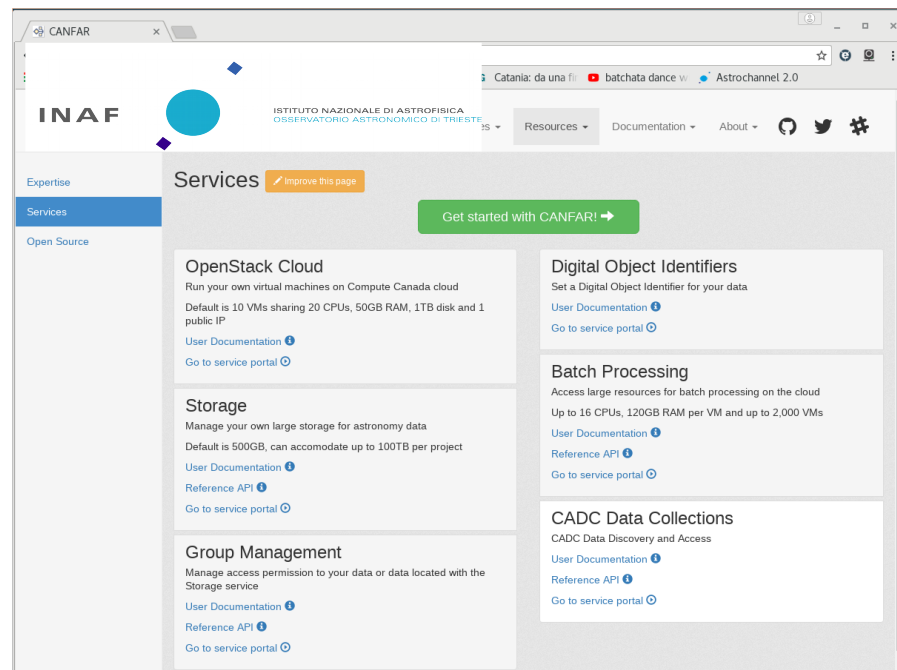 CANFAR
Catania: da una fin
batchata dance w
Astrochannel 2.0
INAF
ISTITUTO NAZIONALE DI ASTROFISICA
OSSERVATORIO ASTRONOMICO DI TRIESTE
Resources
Documentation
About
Expertise
Services
Open Source
Services
Improve this page
Get started with CANFAR!
OpenStack Cloud
Run your own virtual machines on Compute Canada cloud
Default is 10 VMs sharing 20 CPUs, 50GB RAM, 1TB disk and 1
public IP
User Documentation
Go to service portal
Storage
Manage your own large storage for astronomy data
Default is 500GB, can accomodate up to 100TB per project
User Documentation
Reference API
Go to service portal
Group Management
Manage access permission to your data or data located with the
Storage service
User Documentation
Reference API
Go to service portal
Digital Object Identifiers
Set a Digital Object Identifier for your data
User Documentation
Go to service portal
Batch Processing
Access large resources for batch processing on the cloud
Up to 16 CPUs, 120GB RAM per VM and up to 2,000 VMs
User Documentation
Reference API
Go to service portal
CADC Data Collections
CADC Data Discovery and Access
User Documentation
Reference API
Go to service portal